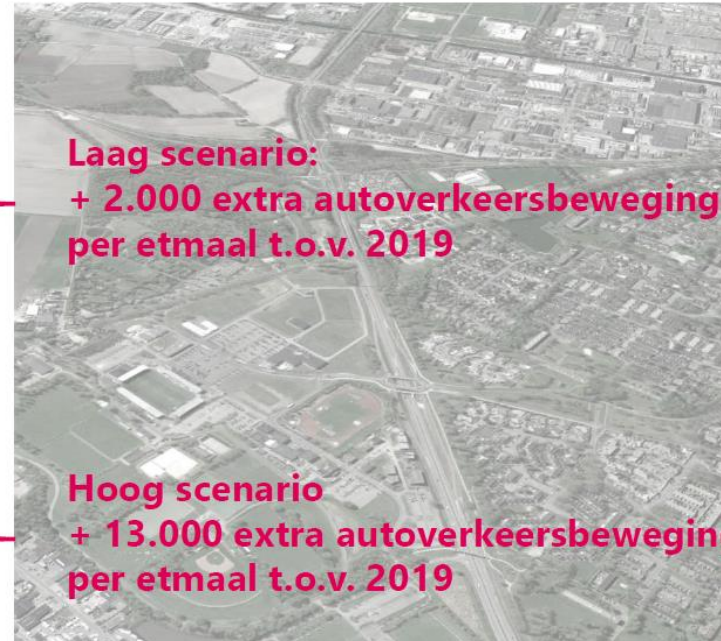 Laag scenario:
+ 2.000 extra autoverkeersbeweging
per etmaal t.o.v. 2019
Hoog scenario
+ 13.000 extra autoverkeersbewegin
per etmaal t.o.v. 2019